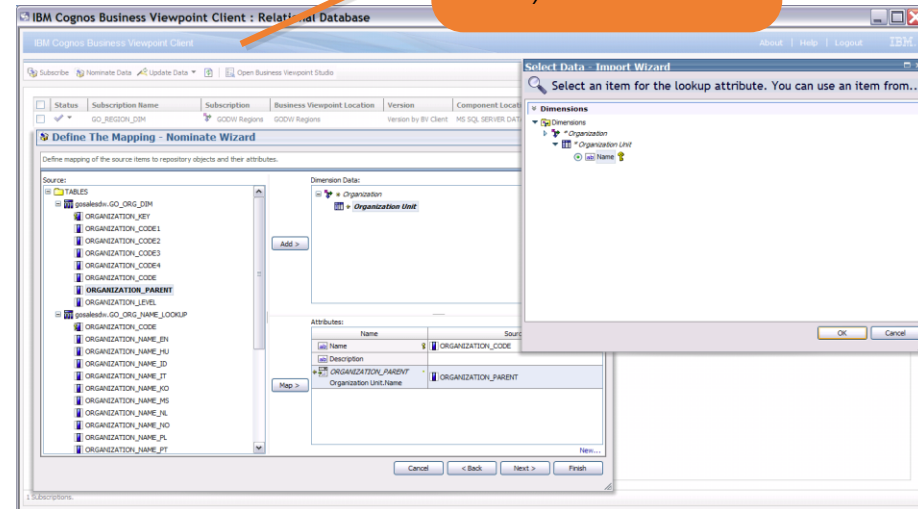 IBM Cognos Business Viewpoint Client : Relational Database
IBM Cognos Business Viewpoint Client
About | Help | Logout
IBM
Subscribe Nominate Data Update Data Open Business Viewpoint Studio
Status Subscription Name Subscription Business Viewpoint Location Version Component Locati
GO_REGION_DIM GODW Regions GODW Regions Version by BV Client MS SQL SERVER DAT
Define The Mapping - Nominate Wizard
Define mapping of the source items to repository objects and their attributes.
Source:
TABLES
gosalesdw.GO_ORG_DIM
ORGANIZATION_KEY
ORGANIZATION_CODE1
ORGANIZATION_CODE2
ORGANIZATION_CODE3
ORGANIZATION_CODE4
ORGANIZATION_CODE
ORGANIZATION_PARENT
ORGANIZATION_LEVEL
gosalesdw.GO_ORG_NAME_LOOKUP
ORGANIZATION_CODE
ORGANIZATION_NAME_EN
ORGANIZATION_NAME_HU
ORGANIZATION_NAME_ID
ORGANIZATION_NAME_IT
ORGANIZATION_NAME_KO
ORGANIZATION_NAME_MS
ORGANIZATION_NAME_NL
ORGANIZATION_NAME_NO
ORGANIZATION_NAME_PL
ORGANIZATION_NAME_PT
Add >
Map >
Dimension Data:
* Organization
* Organization Unit
Attributes:
Name Sourc
Name ORGANIZATION_CODE
Description
ORGANIZATION_PARENT ORGANIZATION_PARENT
Organization Unit.Name
New...
Cancel < Back Next > Finish
1 Subscriptions.
Select Data - Import Wizard
Select an item for the lookup attribute. You can use an item from...
Dimensions
Dimensions
* Organization
* Organization Unit
Name
OK Cancel